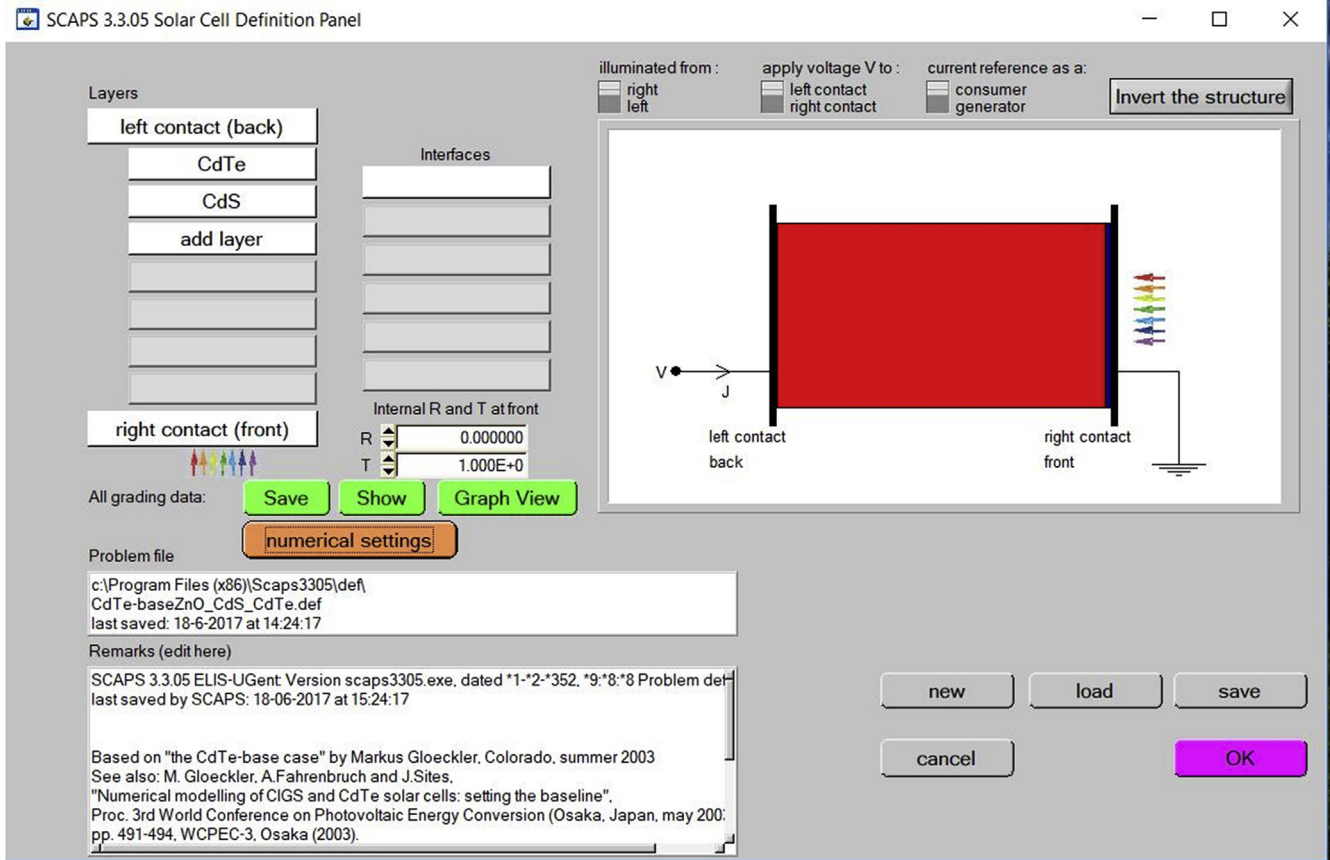 SCAPS 3.3.05 Solar Cell Definition Panel
Layers
left contact (back)
CdTe
CdS
add layer
right contact (front)
Interfaces
Internal R and T at front
R 0.000000
T 1.000E+0
illuminated from :
right
left
apply voltage V to :
left contact
right contact
current reference as a:
consumer
generator
Invert the structure
V
J
left contact
back
right contact
front
All grading data:
Save
Show
Graph View
numerical settings
Problem file
c:\Program Files (x86)\Scaps3305\def\
CdTe-baseZnO_CdS_CdTe.def
last saved: 18-6-2017 at 14:24:17
Remarks (edit here)
SCAPS 3.3.05 ELIS-UGent: Version scaps3305.exe, dated *1-*2-*352, *9:*8:*8 Problem def
last saved by SCAPS: 18-06-2017 at 15:24:17
Based on "the CdTe-base case" by Markus Gloeckler, Colorado, summer 2003
See also: M. Gloeckler, A.Fahrenbruch and J.Sites,
"Numerical modelling of CIGS and CdTe solar cells: setting the baseline",
Proc. 3rd World Conference on Photovoltaic Energy Conversion (Osaka, Japan, may 200
pp. 491-494, WCPEC-3, Osaka (2003).
new
load
save
cancel
OK